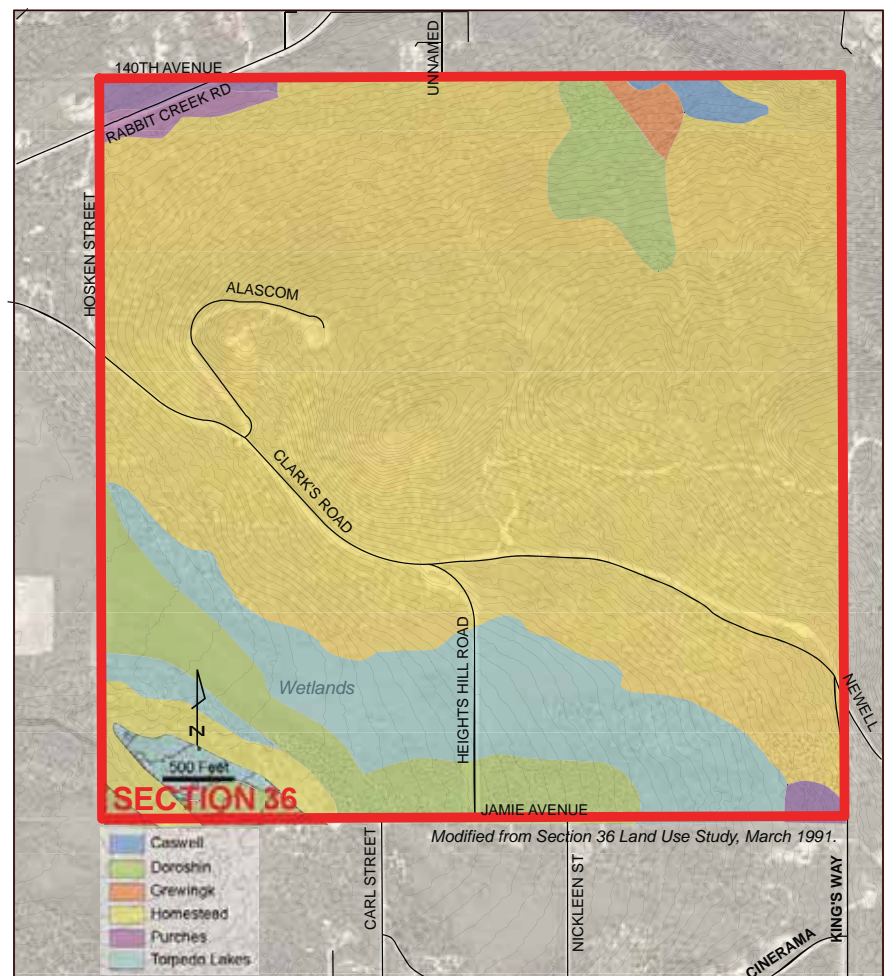 140TH AVENUE
UNNAMED
RABBIT CREEK RD
HOSKEN STREET
ALASCOM
CLARK'S ROAD
HEIGHTS HILL ROAD
NEWELL
Wetlands
N
500 Feet
SECTION 36
JAMIE AVENUE
Modified from Section 36 Land Use Study, March 1991.
Caswell
Doroshin
Grewingk
Homestead
Purches
Torpedo Lakes
CARL STREET
NICKLEEN ST
KING'S WAY
CINERAMA